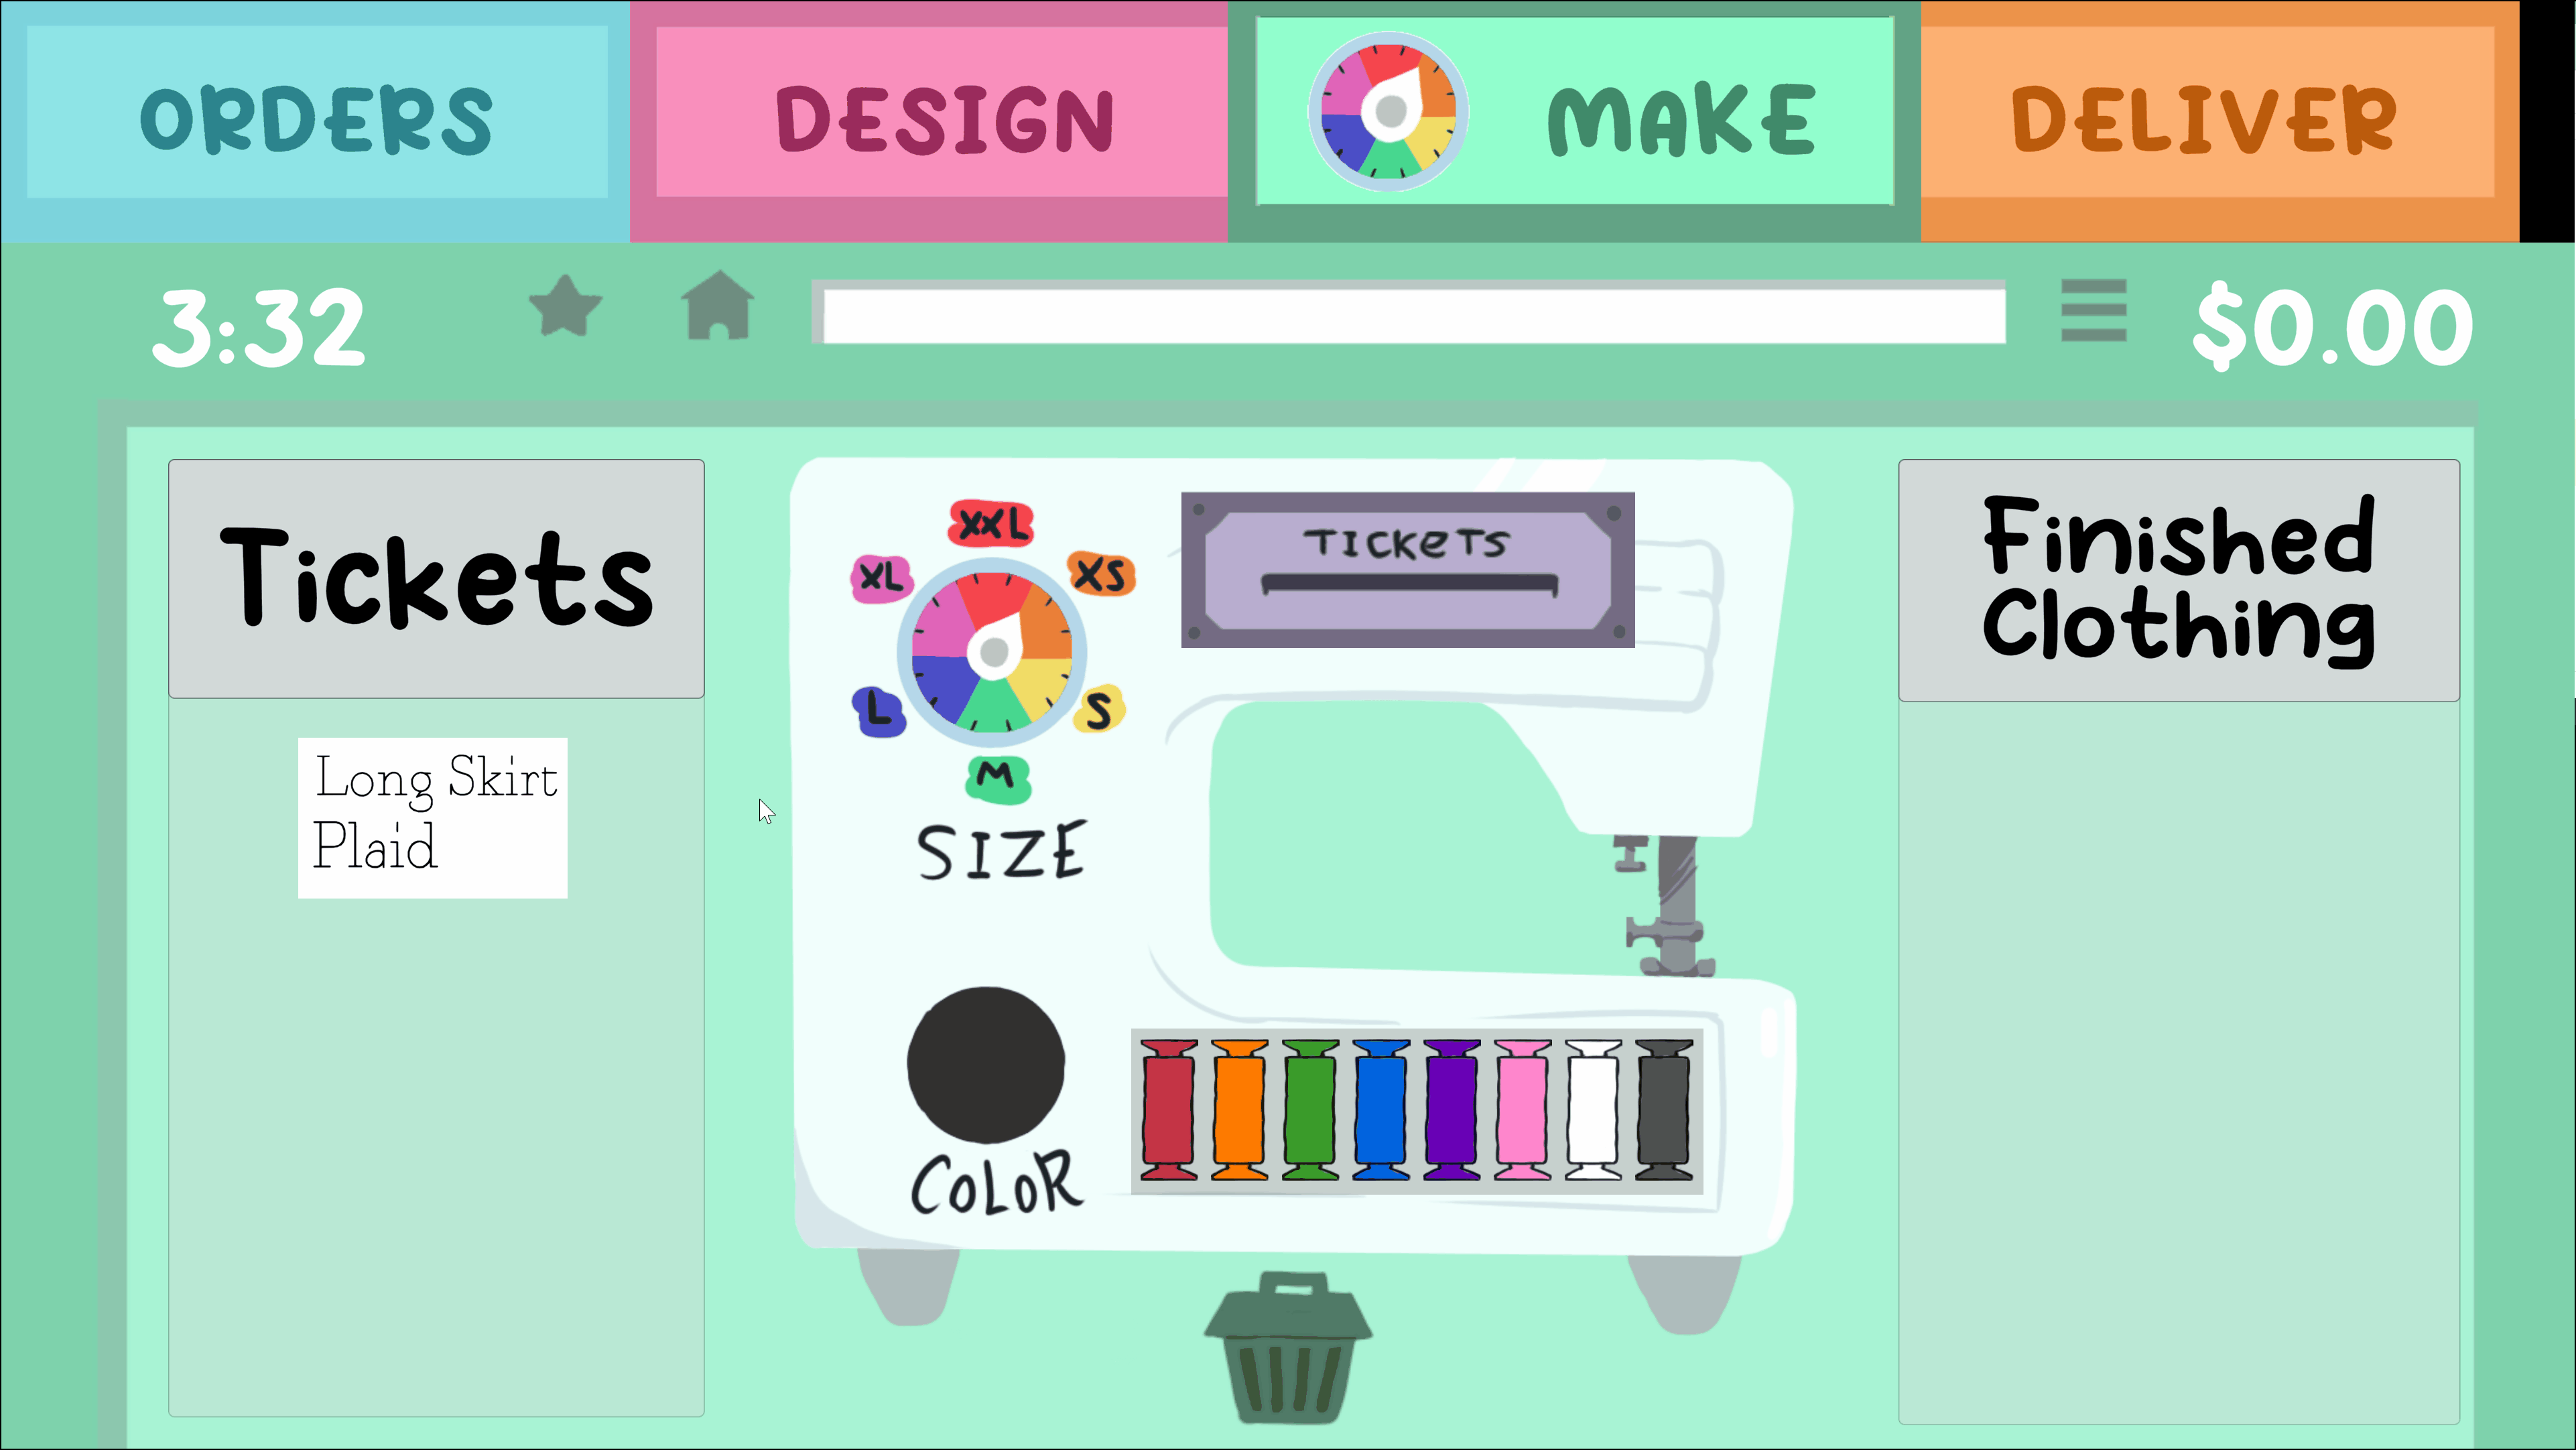 ORDERS
DESIGN
MAKE
DELIVER
3:32
$0.00
Tickets
Long Skirt
Plaid
XXL
XL
XS
L
S
M
SIZE
TICKETS
COLOR
Finished
Clothing